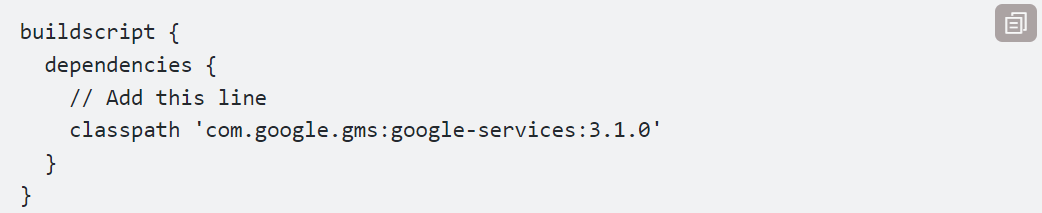 buildscript {
  dependencies {
    // Add this line
    classpath 'com.google.gms:google-services:3.1.0'
  }
}